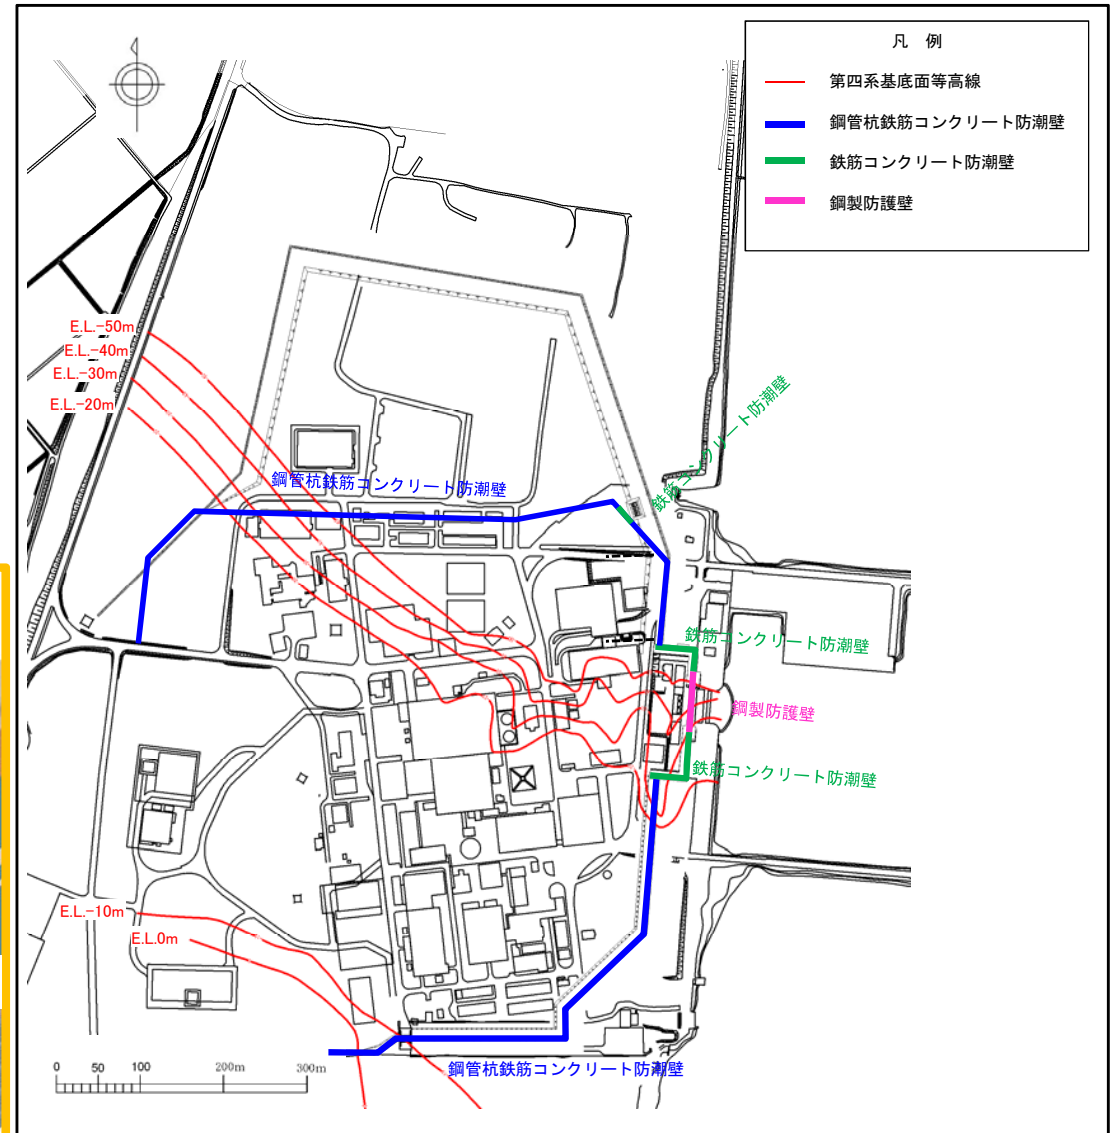 凡 例
第四系基底面等高線
鋼管杭鉄筋コンクリート防潮壁
鉄筋コンクリート防潮壁
鋼製防護壁
E.L.-50m
E.L.-40m
E.L.-30m
E.L.-20m
鉄筋コンクリート防潮壁
鋼管杭鉄筋コンクリート防潮壁
鉄筋コンクリート防潮壁
鋼製防護壁
鉄筋コンクリート防潮壁
E.L.-10m
E.L.0m
鋼管杭鉄筋コンクリート防潮壁
0 50 100 200m 300m